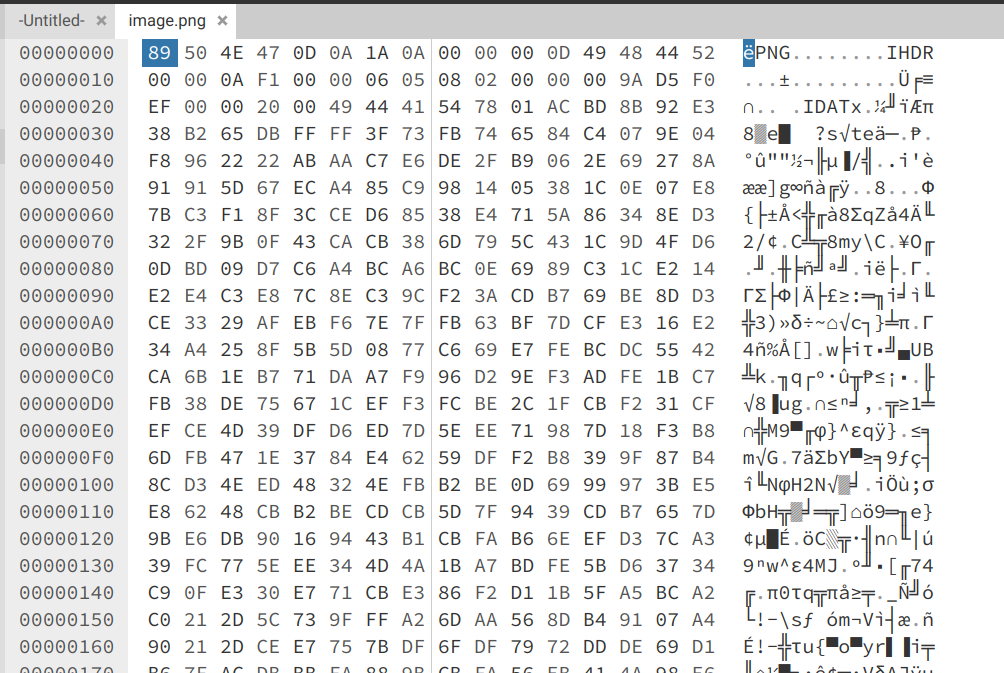 -Untitled- × image.png ×
00000000 89 50 4E 47 0D 0A 1A 0A 00 00 00 0D 49 48 44 52 ëPNG........IHDR
00000010 00 00 0A F1 00 00 06 05 08 02 00 00 00 9A D5 F0 ...±.........Ü╒≡
00000020 EF 00 00 20 00 49 44 41 54 78 01 AC BD 8B 92 E3 ∩.. .IDATx.¼╜ïÆπ
00000030 38 B2 65 DB FF FF 3F 73 FB 74 65 84 C4 07 9E 04 8▒e█  ?s√teä─.₧.
00000040 F8 96 22 22 AB AA C7 E6 DE 2F B9 06 2E 69 27 8A °û""½¬╟µ▐/╣..i'è
00000050 91 91 5D 67 EC A4 85 C9 98 14 05 38 1C 0E 07 E8 ææ]g∞ñà╔ÿ..8...Φ
00000060 7B C3 F1 8F 3C CE D6 85 38 E4 71 5A 86 34 8E D3 {├±Å<╬╓à8ΣqZå4Ä╙
00000070 32 2F 9B 0F 43 CA CB 38 6D 79 5C 43 1C 9D 4F D6 2/¢.C╩╦8my\C.¥O╓
00000080 0D BD 09 D7 C6 A4 BC A6 BC 0E 69 89 C3 1C E2 14 .╜.╫╞ñ╝ª╝.ië├.Γ.
00000090 E2 E4 C3 E8 7C 8E C3 9C F2 3A CD B7 69 BE 8D D3 ΓΣ├Φ|Ä├£≥:═╖i╛ì╙
000000A0 CE 33 29 AF EB F6 7E 7F FB 63 BF 7D CF E3 16 E2 ╬3)»δ÷~⌂√c┐}╧π.Γ
000000B0 34 A4 25 8F 5B 5D 08 77 C6 69 E7 FE BC DC 55 42 4ñ%Å[].w╞iτ■╝▄UB
000000C0 CA 6B 1E B7 71 DA A7 F9 96 D2 9E F3 AD FE 1B C7 ╩k.╖q┌º∙û╥₧≤¡■.╟
000000D0 FB 38 DE 75 67 1C EF F3 FC BE 2C 1F CB F2 31 CF √8▐ug.∩≤ⁿ╛,.╦≥1╧
000000E0 EF CE 4D 39 DF D6 ED 7D 5E EE 71 98 7D 18 F3 B8 ∩╬M9▀╓φ}^εqÿ}.≤╕
000000F0 6D FB 47 1E 37 84 E4 62 59 DF F2 B8 39 9F 87 B4 m√G.7äΣbY▀≥╕9ƒç┤
00000100 8C D3 4E ED 48 32 4E FB B2 BE 0D 69 99 97 3B E5 î╙NφH2N√▒╛.iÖù;σ
00000110 E8 62 48 CB B2 BE CD CB 5D 7F 94 39 CD B7 65 7D ΦbH╦▒╛═╦]⌂ö9═╖e}
00000120 9B E6 DB 90 16 94 43 B1 CB FA B6 6E EF D3 7C A3 ¢µ█É.öC░╦·╢n∩╙|ú
00000130 39 FC 77 5E EE 34 4D 4A 1B A7 BD FE 5B D6 37 34 9ⁿw^ε4MJ.º╜■[╓74
00000140 C9 0F E3 30 E7 71 CB E3 86 F2 D1 1B 5F A5 BC A2 ╔.π0τq╦πå≥╤._Ñ╝ó
00000150 C0 21 2D 5C 73 9F FF A2 6D AA 56 8D B4 91 07 A4 └!-\sƒ óm¬Vì┤æ.ñ
00000160 90 21 2D CE E7 75 7B DF 6F DF 79 72 DD DE 69 D1 É!-╬τu{▀o▀yr▌▐i╤